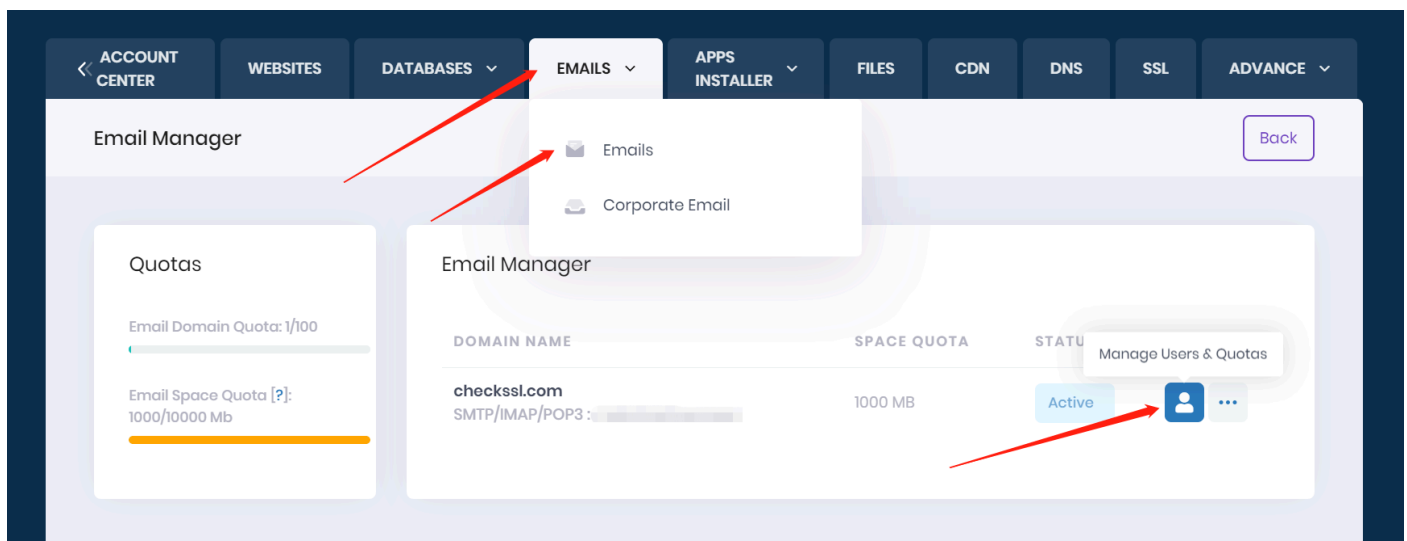 ACCOUNT
CENTER
WEBSITES
DATABASES
EMAILS
APPS
INSTALLER
FILES
CDN
DNS
SSL
ADVANCE
Email Manager
Back
Emails
Corporate Email
Quotas
Email Domain Quota: 1/100
Email Space Quota [?]:
1000/10000 Mb
Email Manager
DOMAIN NAME
SPACE QUOTA
STATU
Manage Users & Quotas
checkssl.com
SMTP/IMAP/POP3 :
1000 MB
Active